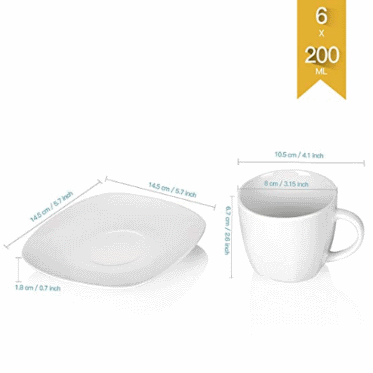 6
x
200
ML
10.5 cm / 4.1 inch
8 cm/ 3.15 inch
14.5 cm / 5.7 inch
14.5 cm / 5.7 inch
6.7 cm / 2.6 inch
1.8 cm / 0.7 inch